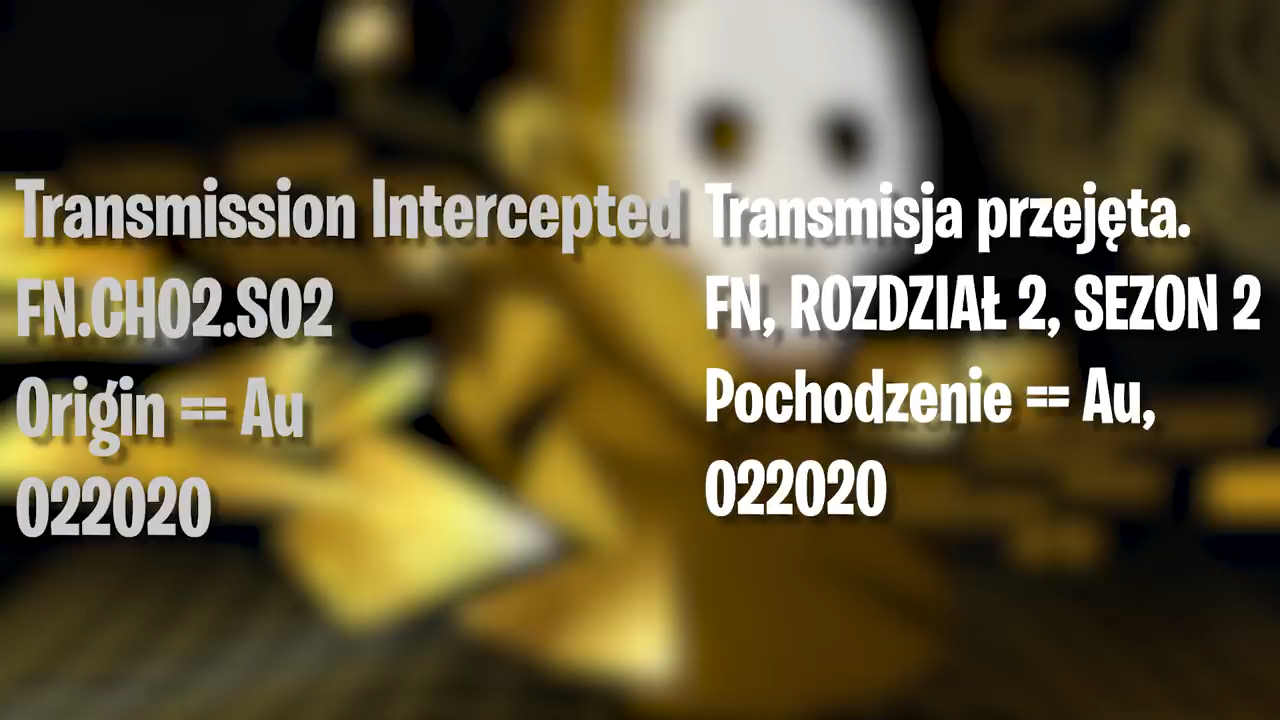 Transmission Intercepted
FN.CH02.S02
Origin == Au
022020
Transmisja przejęta.
FN, ROZDZIAŁ 2, SEZON 2
Pochodzenie == Au,
022020